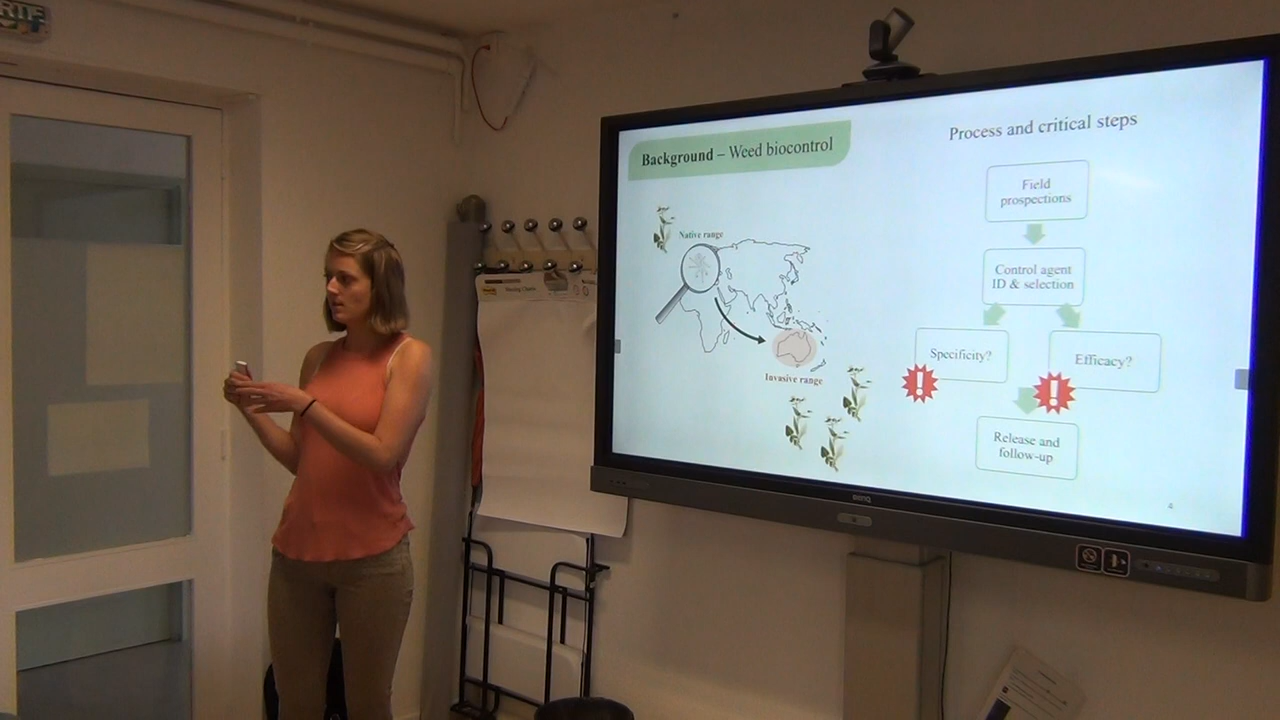 Background – Weed biocontrol
Process and critical steps
Native range
Invasive range
Field
prospections
Control agent
ID & selection
Specificity?
Efficacy?
!
!
Release and
follow-up
4
BenQ